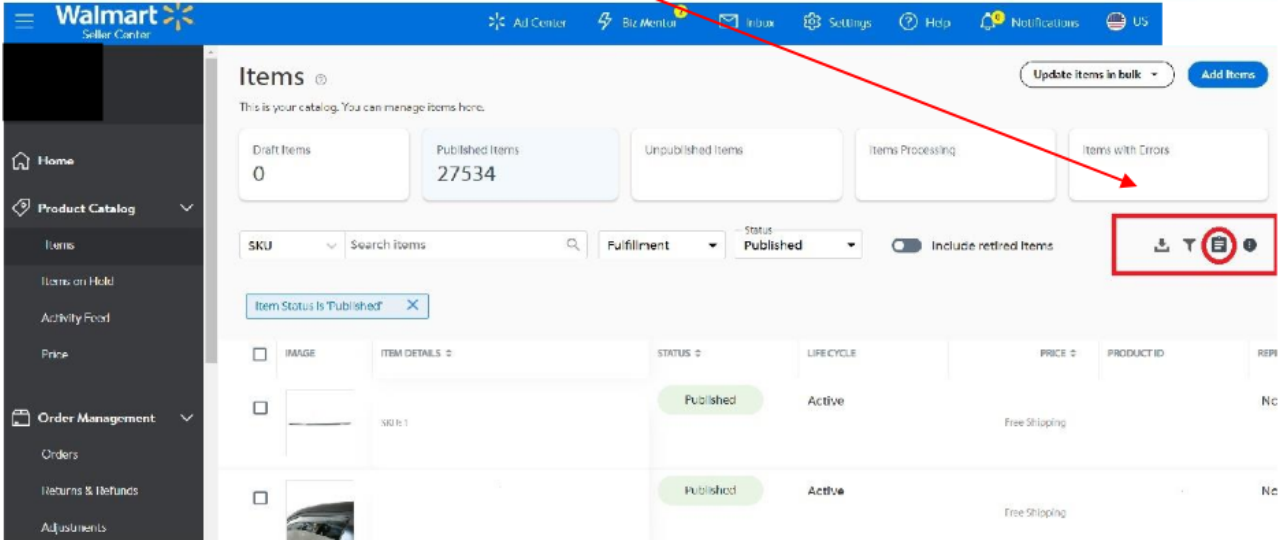 Walmart
Seller Center
Ad Center
Biz Mentor
Inbox
Settings
Help
Notifications
US
Items
Update items in bulk
Add Items
This is your catalog. You can manage items here.
Draft Items
0
Published Items
27534
Unpublished Items
Items Processing
Items with Errors
Home
Product Catalog
Items
Items on Hold
Activity Feed
Price
Order Management
Orders
Returns & Refunds
Adjustments
SKU
Search items
Fulfillment
Status
Published
Include retired items
Item Status is 'Published'
IMAGE
ITEM DETAILS
STATUS
LIFECYCLE
PRICE
PRODUCT ID
REPI
Published
Active
Free Shipping
Nc
Published
Active
Free Shipping
Nc